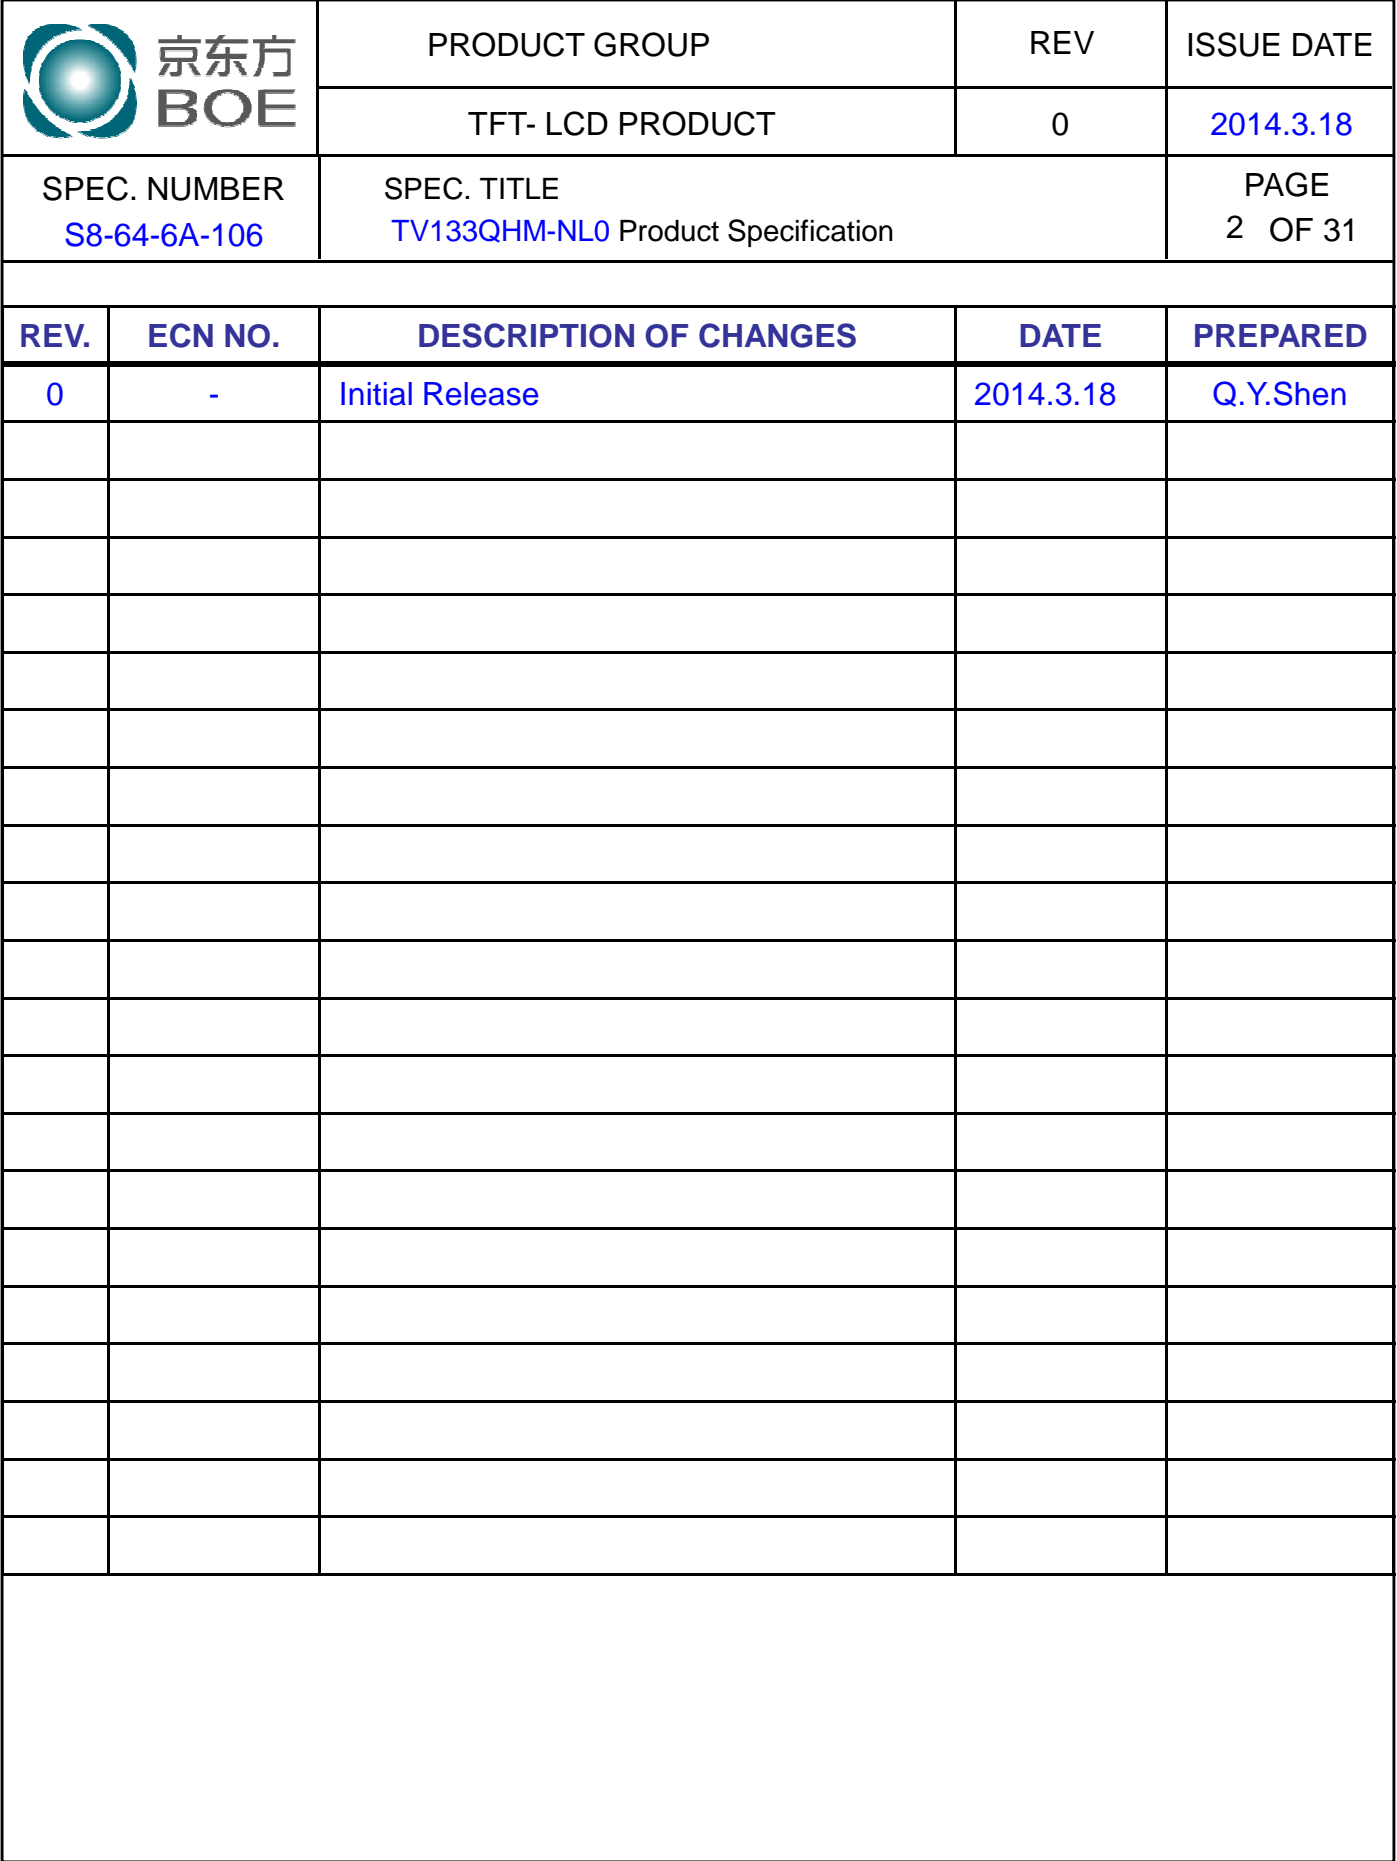 京东方
BOE
PRODUCT GROUP
REV
ISSUE DATE
TFT- LCD PRODUCT
0
2014.3.18
SPEC. NUMBER
S8-64-6A-106
SPEC. TITLE
TV133QHM-NL0 Product Specification
PAGE
2 OF 31
REV.
ECN NO.
DESCRIPTION OF CHANGES
DATE
PREPARED
0
-
Initial Release
2014.3.18
Q.Y.Shen